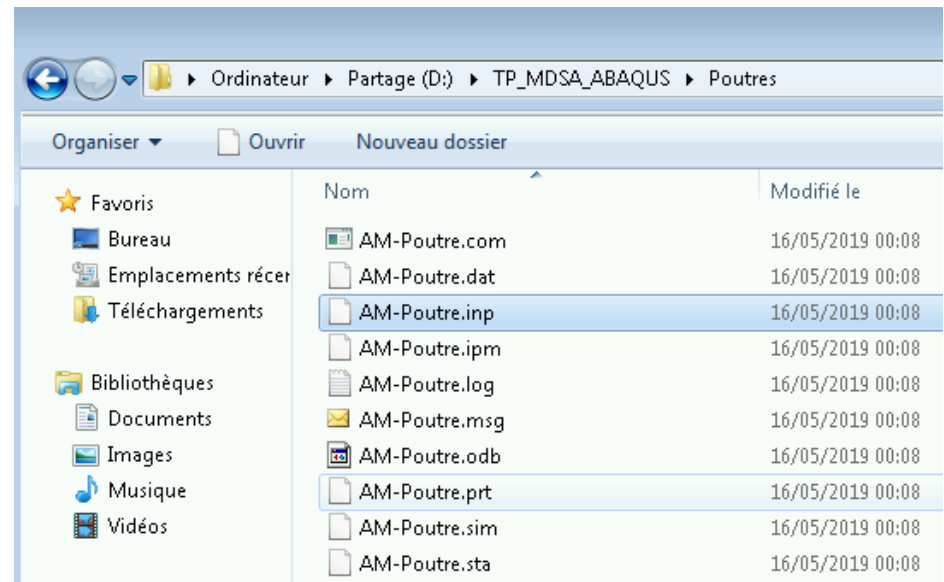 Ordinateur Partage (D:) TP_MDSA_ABAQUS Poutres
Organiser Ouvrir Nouveau dossier
Favoris
Bureau
Emplacements récer
Téléchargements
Bibliothèques
Documents
Images
Musique
Vidéos
Nom Modifié le
AM-Poutre.com 16/05/2019 00:08
AM-Poutre.dat 16/05/2019 00:08
AM-Poutre.inp 16/05/2019 00:08
AM-Poutre.ipm 16/05/2019 00:08
AM-Poutre.log 16/05/2019 00:08
AM-Poutre.msg 16/05/2019 00:08
AM-Poutre.odb 16/05/2019 00:08
AM-Poutre.prt 16/05/2019 00:08
AM-Poutre.sim 16/05/2019 00:08
AM-Poutre.sta 16/05/2019 00:08